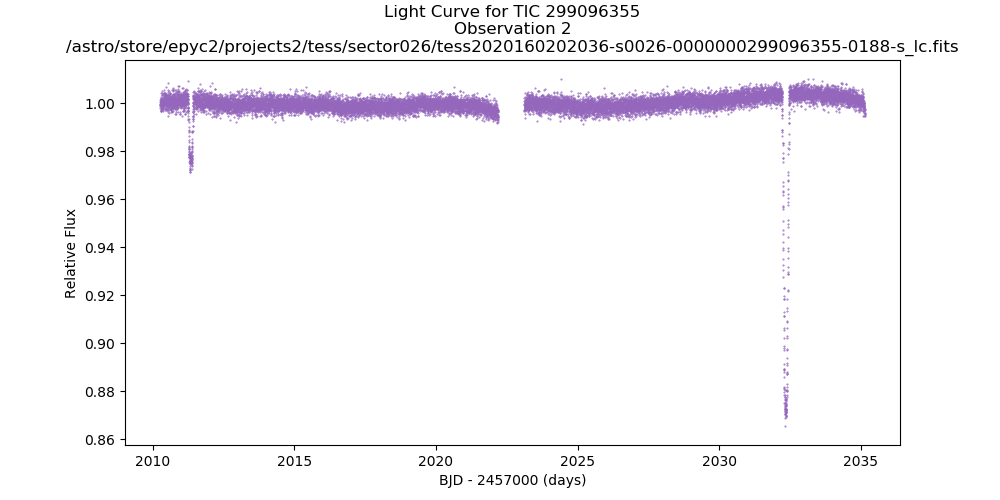 Light Curve for TIC 299096355
Observation 2
/astro/store/epyc2/projects2/tess/sector026/tess2020160202036-s0026-0000000299096355-0188-s_lc.fits
1.00
0.98
0.96
0.94
0.92
0.90
0.88
0.86
Relative Flux
2010 2015 2020 2025 2030 2035
BJD - 2457000 (days)